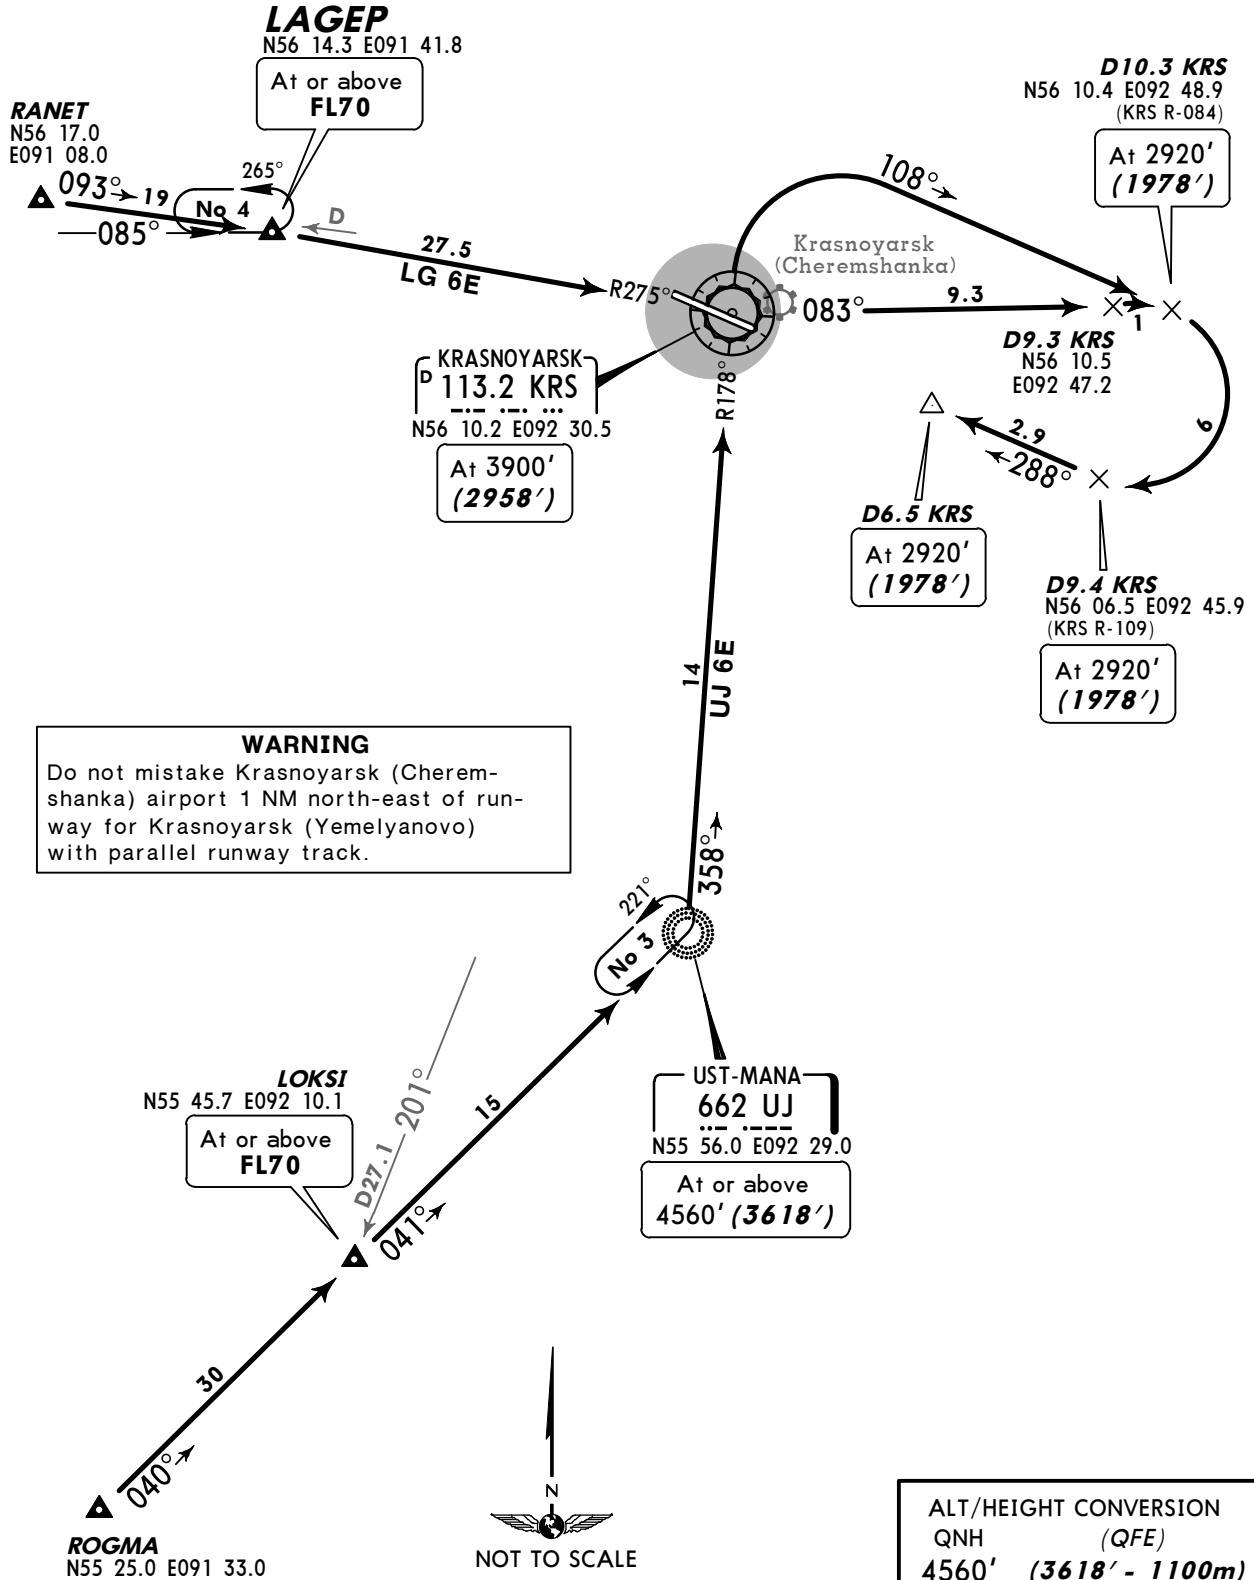 LAGEP
N56 14.3 E091 41.8
At or above
FL70
RANET
N56 17.0
E091 08.0
093°
19
265°
No 4
085°
D
27.5
LG 6E
R275°
108°
D10.3 KRS
N56 10.4 E092 48.9
(KRS R-084)
At 2920'
(1978')
Krasnoyarsk
(Cheremshanka)
083°
9.3
1
D9.3 KRS
N56 10.5
E092 47.2
KRASNOYARSK
D 113.2 KRS
N56 10.2 E092 30.5
At 3900'
(2958')
R178°
6
2.9
288°
D6.5 KRS
At 2920'
(1978')
D9.4 KRS
N56 06.5 E092 45.9
(KRS R-109)
At 2920'
(1978')
14
UJ 6E
WARNING
Do not mistake Krasnoyarsk (Cherem-
shanka) airport 1 NM north-east of run-
way for Krasnoyarsk (Yemelyanovo)
with parallel runway track.
358°
221°
No 3
UST-MANA
662 UJ
N55 56.0 E092 29.0
At or above
4560' (3618')
LOKSI
N55 45.7 E092 10.1
At or above
FL70
D27.1
201°
15
041°
30
040°
ROGMA
N55 25.0 E091 33.0
N
NOT TO SCALE
ALT/HEIGHT CONVERSION
QNH (QFE)
4560' (3618' - 1100m)